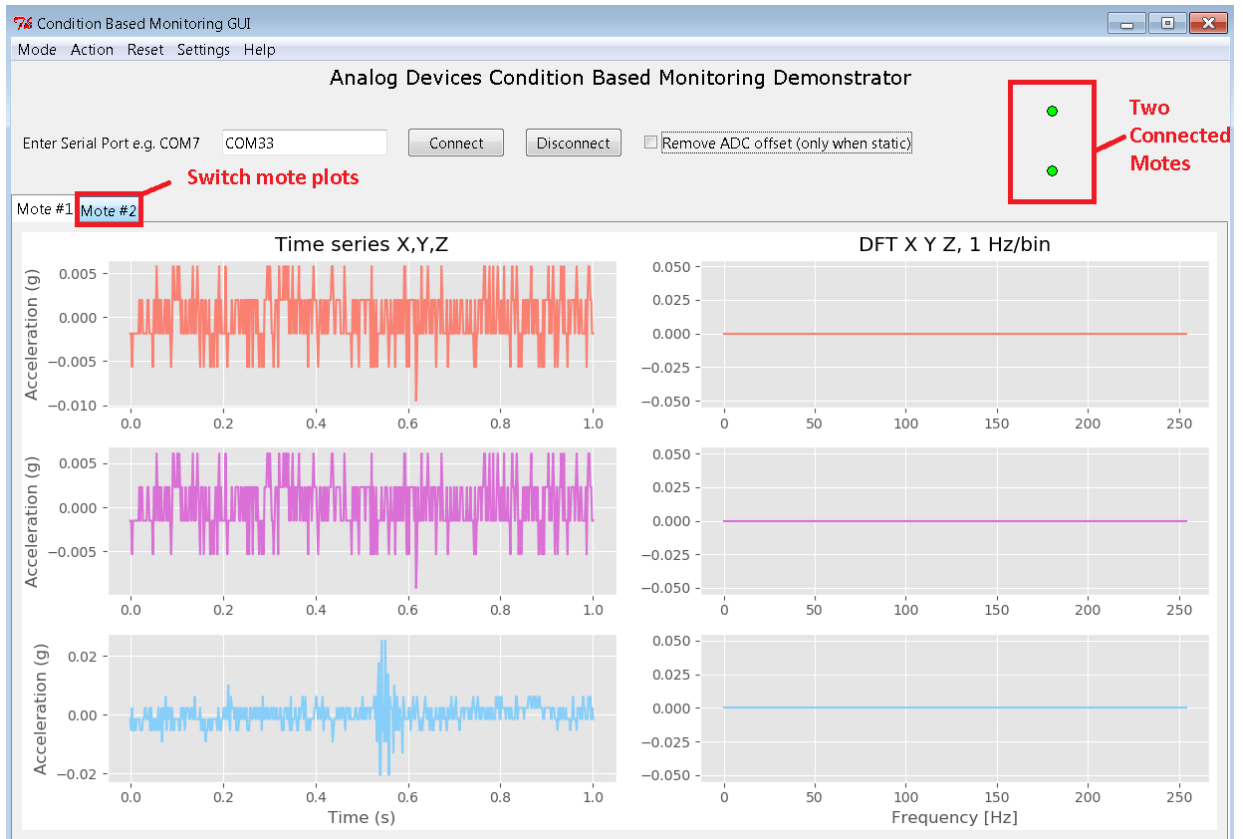 Condition Based Monitoring GUI
Mode Action Reset Settings Help
Analog Devices Condition Based Monitoring Demonstrator
Enter Serial Port e.g. COM7 COM33 Connect Disconnect Remove ADC offset (only when static)
Two
Connected
Motes
Switch mote plots
Mote #1 Mote #2
Time series X,Y,Z
Acceleration (g)
0.005
0.000
−0.005
−0.010
0.0 0.2 0.4 0.6 0.8 1.0
DFT X Y Z, 1 Hz/bin
0.050
0.025
0.000
−0.025
−0.050
0 50 100 150 200 250
Acceleration (g)
0.005
0.000
−0.005
0.0 0.2 0.4 0.6 0.8 1.0
0.050
0.025
0.000
−0.025
−0.050
0 50 100 150 200 250
Acceleration (g)
0.02
0.00
−0.02
0.0 0.2 0.4 0.6 0.8 1.0
Time (s)
0.050
0.025
0.000
−0.025
−0.050
0 50 100 150 200 250
Frequency [Hz]